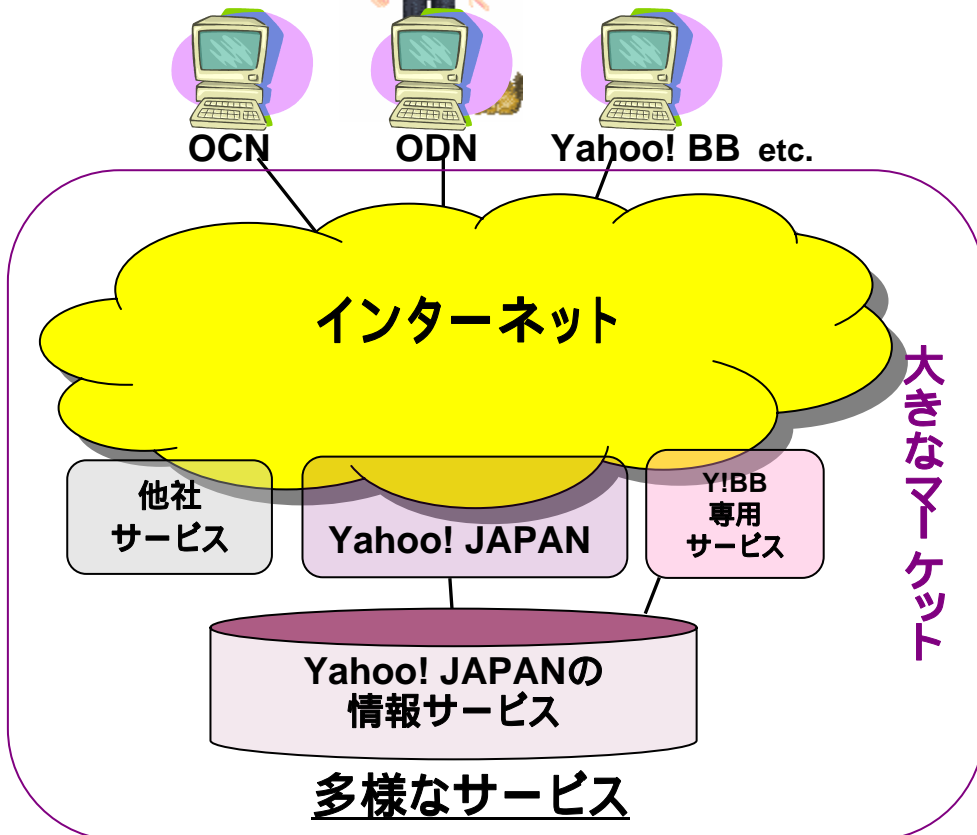 OCN ODN Yahoo! BB etc.
インターネット
大きなマーケット
他社
サービス
Yahoo! JAPAN
Y!BB
専用
サービス
Yahoo! JAPANの
情報サービス
多様なサービス